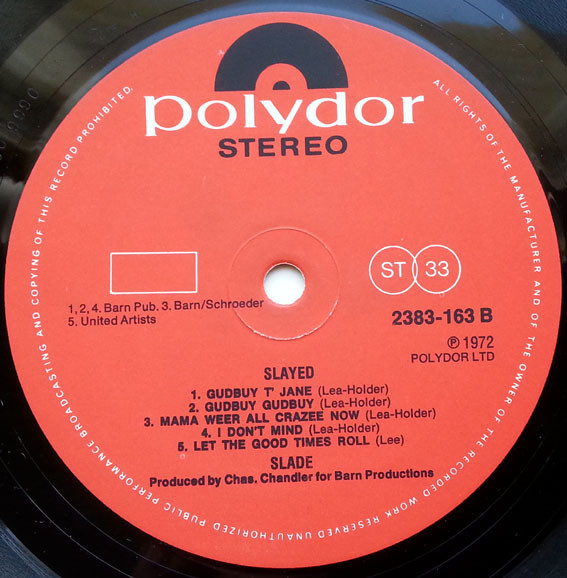 polydor
STEREO
ST 33
1,2,4. Barn Pub. 3. Barn/Schroeder
5. United Artists
2383-163 B
℗ 1972
POLYDOR LTD
SLAYED
1. GUDBUY T' JANE (Lea-Holder)
2. GUDBUY GUDBUY (Lea-Holder)
3. MAMA WEER ALL CRAZEE NOW (Lea-Holder)
4. I DON'T MIND (Lea-Holder)
5. LET THE GOOD TIMES ROLL (Lee)
SLADE
Produced by Chas. Chandler for Barn Productions
ALL RIGHTS OF THE MANUFACTURER AND OF THE OWNER OF THE RECORDED WORK RESERVED UNAUTHORIZED PUBLIC PERFORMANCE BROADCASTING AND COPYING OF THIS RECORD PROHIBITED.